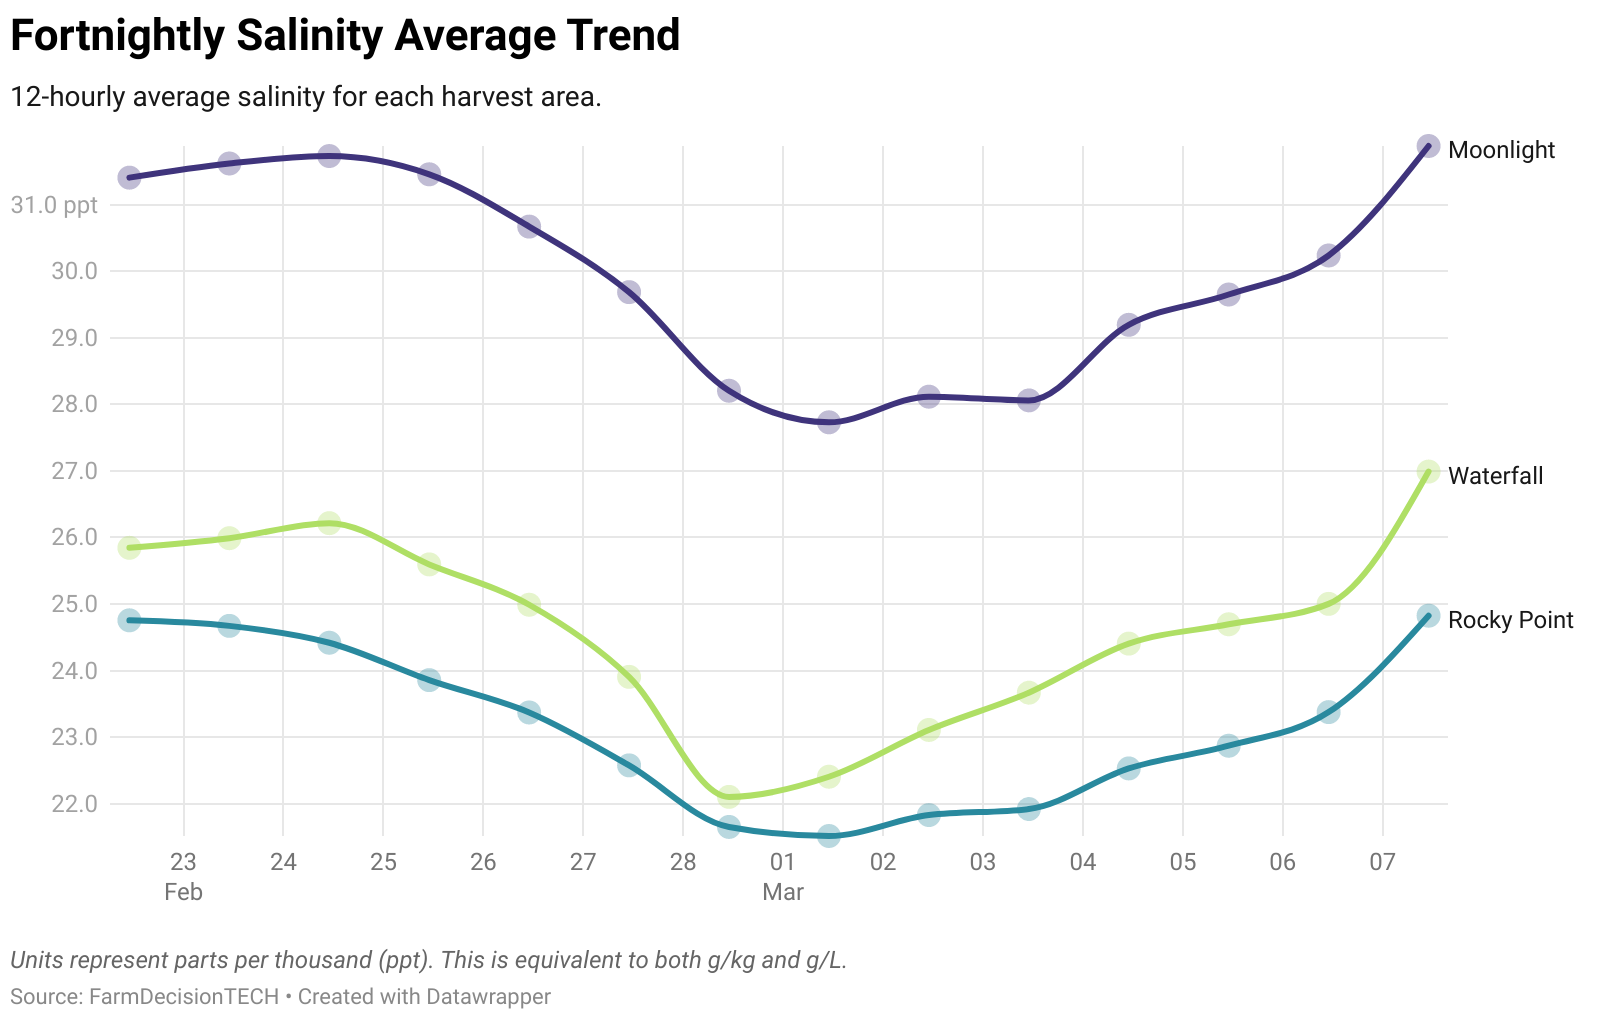 Fortnightly Salinity Average Trend
12-hourly average salinity for each harvest area.
Moonlight
31.0 ppt
30.0
29.0
28.0
27.0
Waterfall
26.0
25.0
Rocky Point
24.0
23.0
22.0
23 24 25 26 27 28 01 02 03 04 05 06 07
Feb Mar
Units represent parts per thousand (ppt). This is equivalent to both g/kg and g/L.
Source: FarmDecisionTECH • Created with Datawrapper